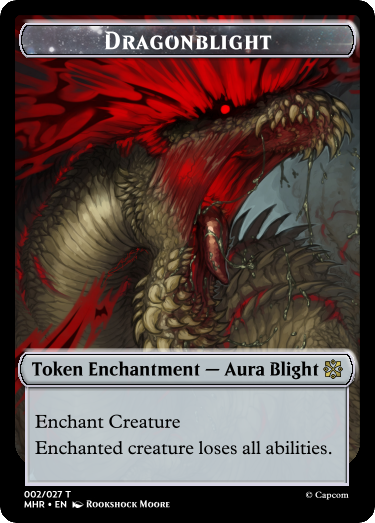 Dragonblight
Token Enchantment — Aura Blight
Enchant Creature
Enchanted creature loses all abilities.
002/027 T
MHR • EN Rookshock Moore
© Capcom